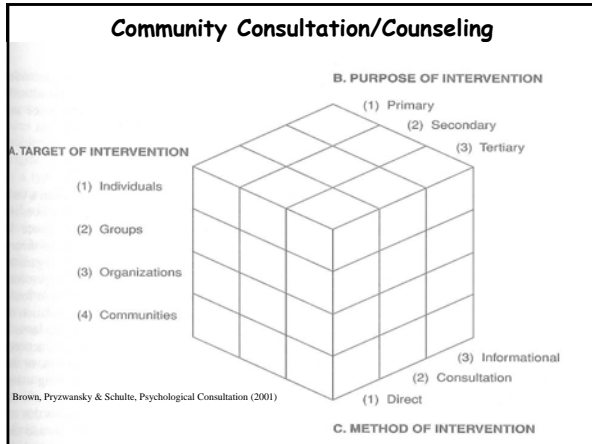 Community Consultation/Counseling
B. PURPOSE OF INTERVENTION
(1) Primary
(2) Secondary
(3) Tertiary
A. TARGET OF INTERVENTION
(1) Individuals
(2) Groups
(3) Organizations
(4) Communities
(3) Informational
(2) Consultation
(1) Direct
Brown, Pryzwansky & Schulte, Psychological Consultation (2001)
C. METHOD OF INTERVENTION